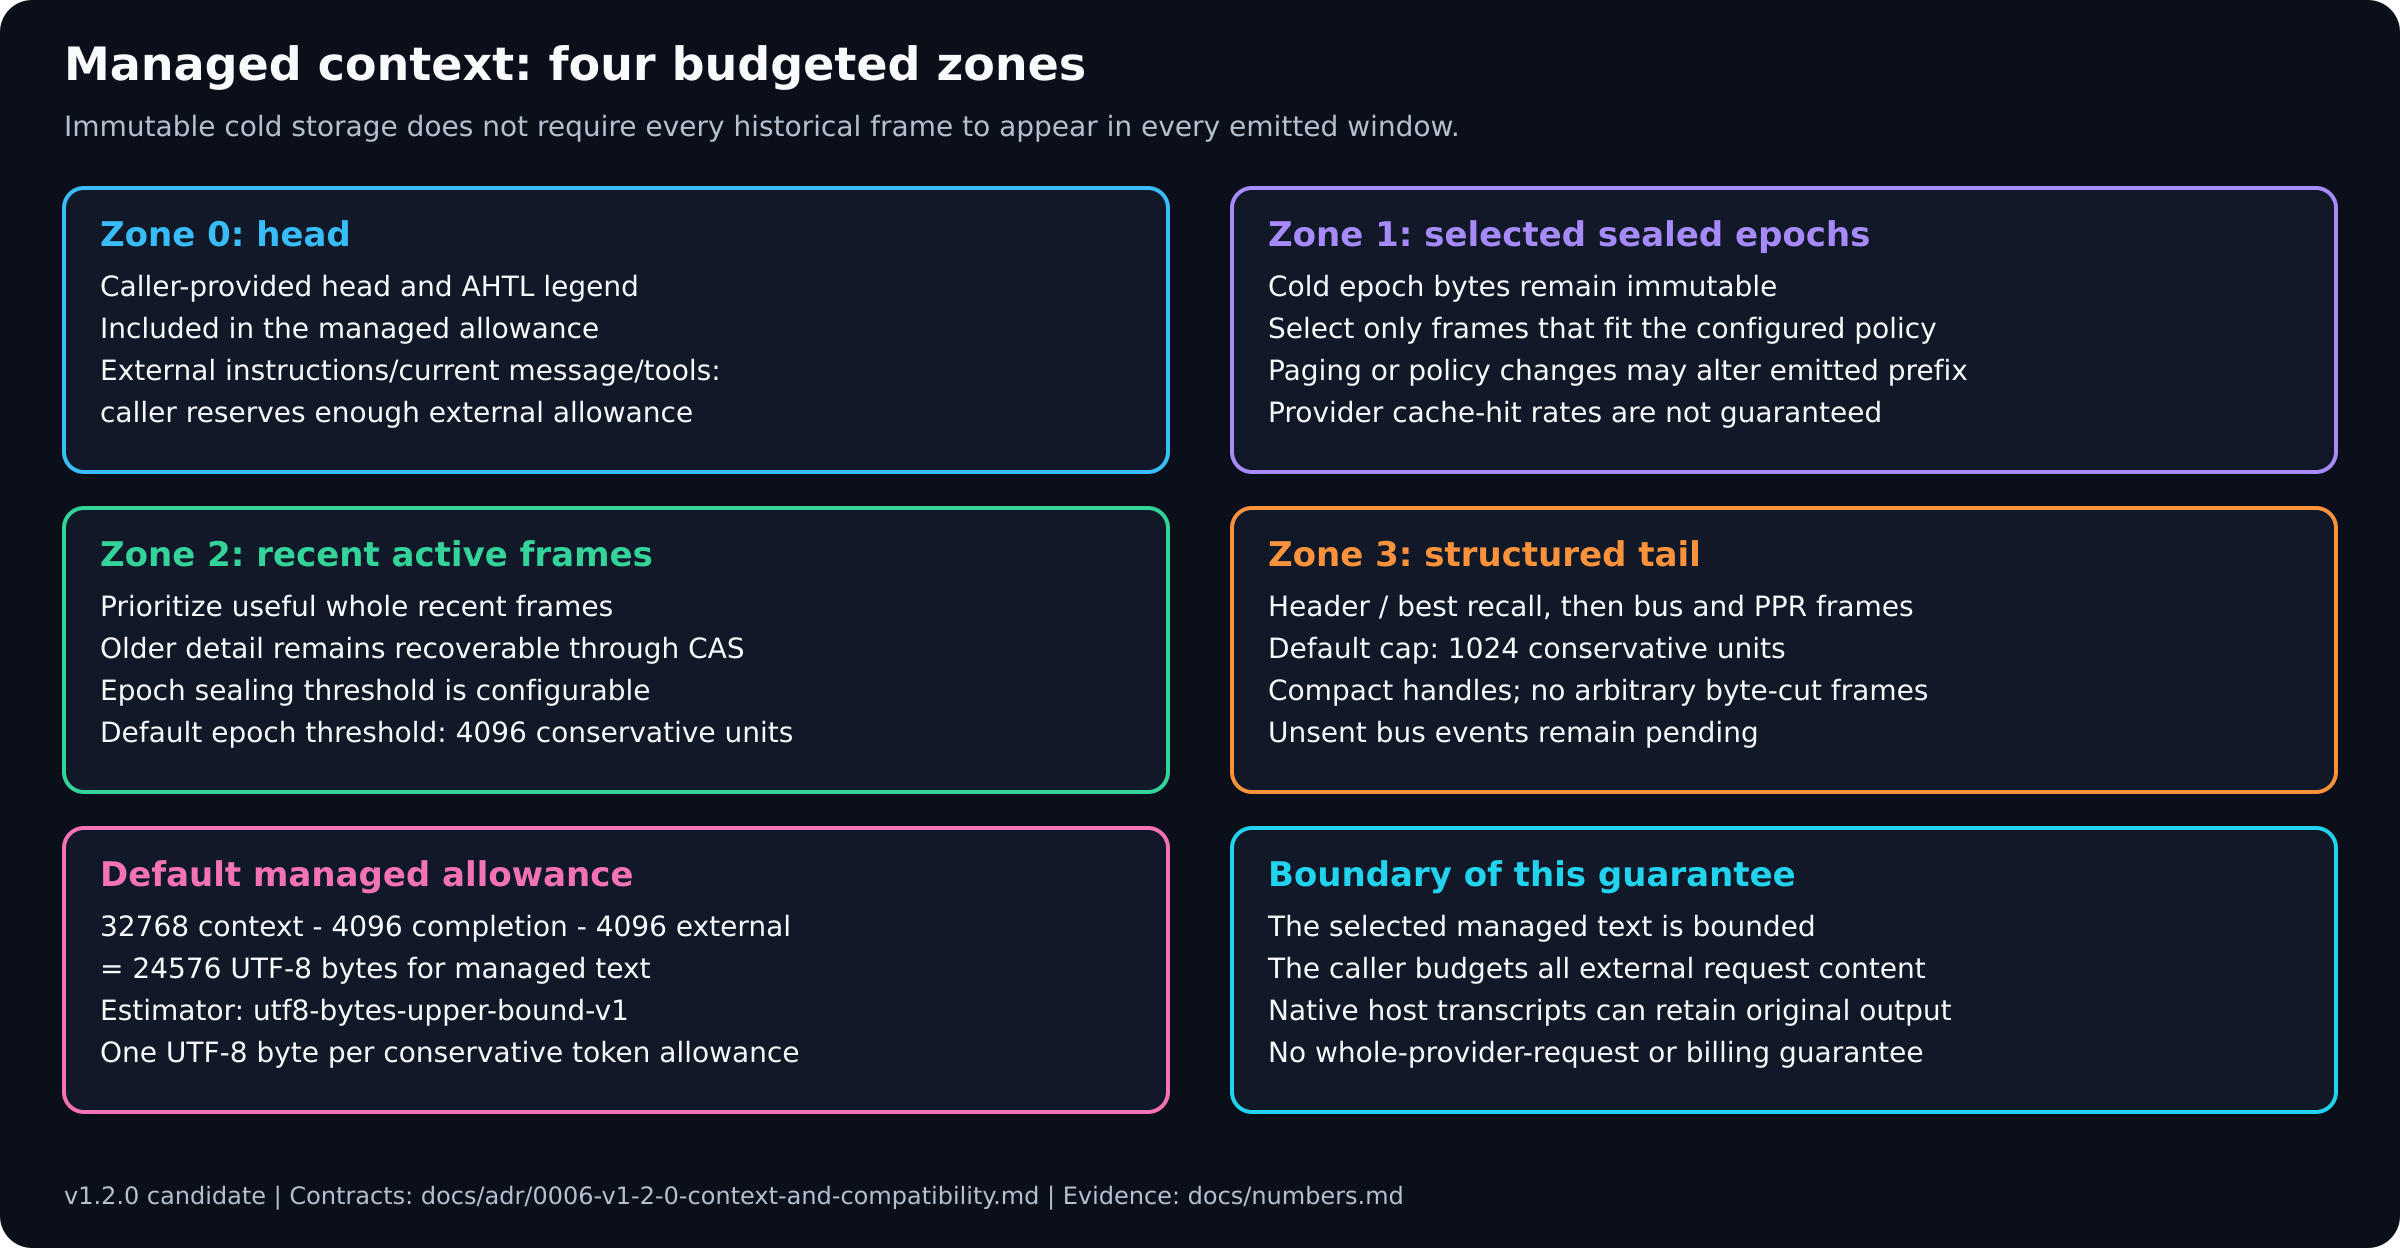 Managed context: four budgeted zones
Immutable cold storage does not require every historical frame to appear in every emitted window.
Zone 0: head
Caller-provided head and AHTL legend
Included in the managed allowance
External instructions/current message/tools:
caller reserves enough external allowance
Zone 1: selected sealed epochs
Cold epoch bytes remain immutable
Select only frames that fit the configured policy
Paging or policy changes may alter emitted prefix
Provider cache-hit rates are not guaranteed
Zone 2: recent active frames
Prioritize useful whole recent frames
Older detail remains recoverable through CAS
Epoch sealing threshold is configurable
Default epoch threshold: 4096 conservative units
Zone 3: structured tail
Header / best recall, then bus and PPR frames
Default cap: 1024 conservative units
Compact handles; no arbitrary byte-cut frames
Unsent bus events remain pending
Default managed allowance
32768 context - 4096 completion - 4096 external
= 24576 UTF-8 bytes for managed text
Estimator: utf8-bytes-upper-bound-v1
One UTF-8 byte per conservative token allowance
Boundary of this guarantee
The selected managed text is bounded
The caller budgets all external request content
Native host transcripts can retain original output
No whole-provider-request or billing guarantee
v1.2.0 candidate | Contracts: docs/adr/0006-v1-2-0-context-and-compatibility.md | Evidence: docs/numbers.md